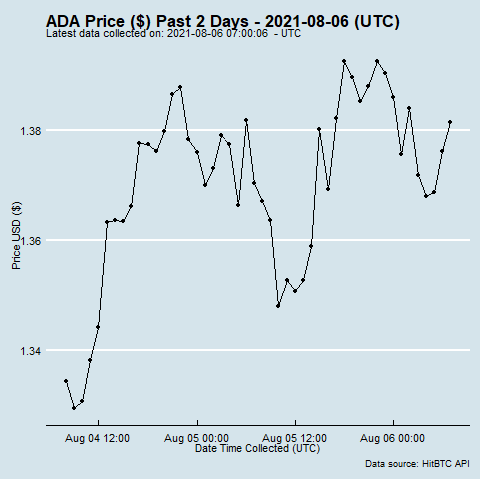 ADA Price ($) Past 2 Days - 2021-08-06 (UTC)
Latest data collected on: 2021-08-06 07:00:06 - UTC
Price USD ($)
1.38
1.36
1.34
Aug 04 12:00 Aug 05 00:00 Aug 05 12:00 Aug 06 00:00
Date Time Collected (UTC)
Data source: HitBTC API